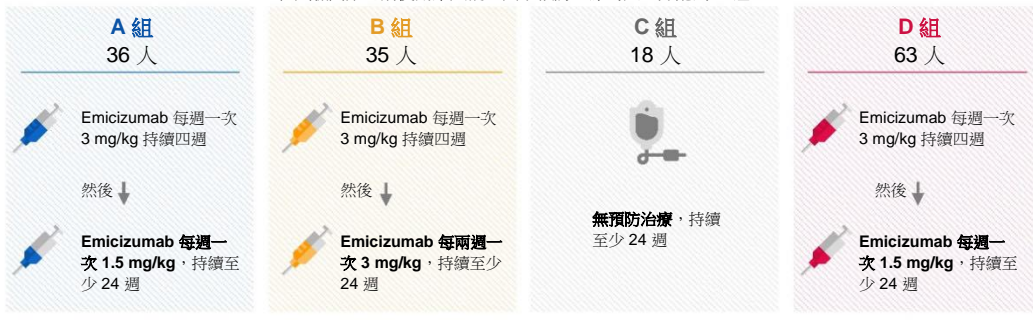 A 組
36 人
Emicizumab 每週一次
3 mg/kg 持續四週
然後
Emicizumab 每週一
次 1.5 mg/kg，持續至
少 24 週
B 組
35 人
Emicizumab 每週一次
3 mg/kg 持續四週
然後
Emicizumab 每兩週一
次 3 mg/kg，持續至少
24 週
C 組
18 人
無預防治療，持續
至少 24 週
D 組
63 人
Emicizumab 每週一次
3 mg/kg 持續四週
然後
Emicizumab 每週一
次 1.5 mg/kg，持續至
少 24 週